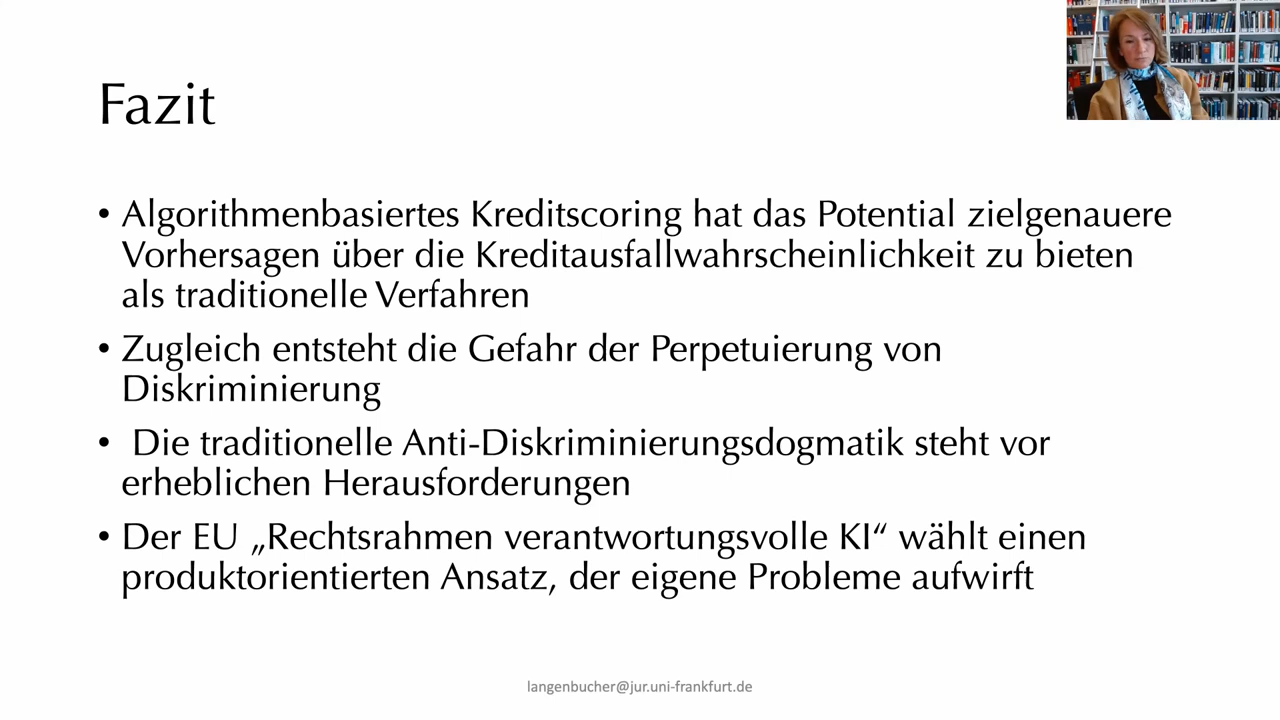 Fazit
• Algorithmenbasiertes Kreditscoring hat das Potential zielgenauere
Vorhersagen über die Kreditausfallwahrscheinlichkeit zu bieten
als traditionelle Verfahren
• Zugleich entsteht die Gefahr der Perpetuierung von
Diskriminierung
• Die traditionelle Anti-Diskriminierungsdogmatik steht vor
erheblichen Herausforderungen
• Der EU „Rechtsrahmen verantwortungsvolle KI“ wählt einen
produktorientierten Ansatz, der eigene Probleme aufwirft
langenbucher@jur.uni-frankfurt.de